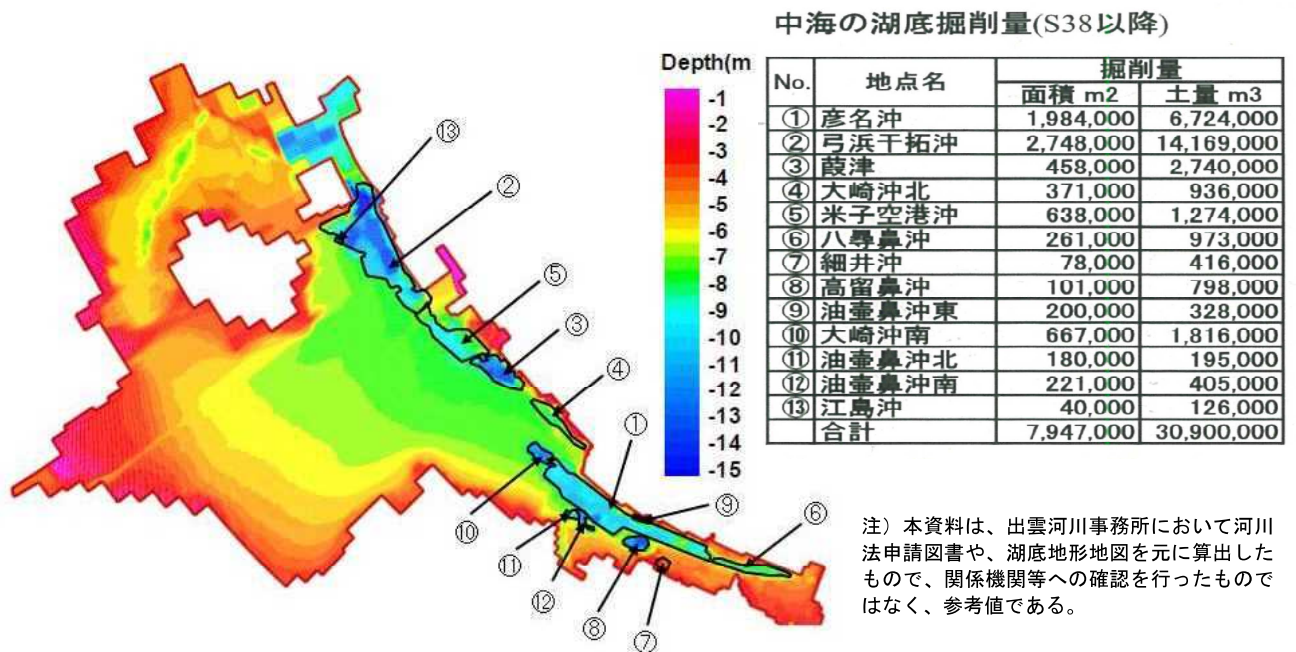 中海の湖底掘削量(S38以降)
Depth(m
-1
-2
-3
-4
-5
-6
-7
-8
-9
-10
-11
-12
-13
-14
-15
No. 地点名 掘削量
面積 m2 土量 m3
① 彦名沖 1,984,000 6,724,000
② 弓浜干拓沖 2,748,000 14,169,000
③ 葭津 458,000 2,740,000
④ 大崎沖北 371,000 936,000
⑤ 米子空港沖 638,000 1,274,000
⑥ 八尋鼻沖 261,000 973,000
⑦ 細井沖 78,000 416,000
⑧ 高留鼻沖 101,000 798,000
⑨ 油壷鼻沖東 200,000 328,000
⑩ 大崎沖南 667,000 1,816,000
⑪ 油壷鼻沖北 180,000 195,000
⑫ 油壷鼻沖南 221,000 405,000
⑬ 江島沖 40,000 126,000
合計 7,947,000 30,900,000
⑬
②
⑤
③
④
①
⑨
⑥
⑩
⑪
⑫
⑧
⑦
注）本資料は、出雲河川事務所において河川
法申請図書や、湖底地形地図を元に算出した
もので、関係機関等への確認を行ったもので
はなく、参考値である。